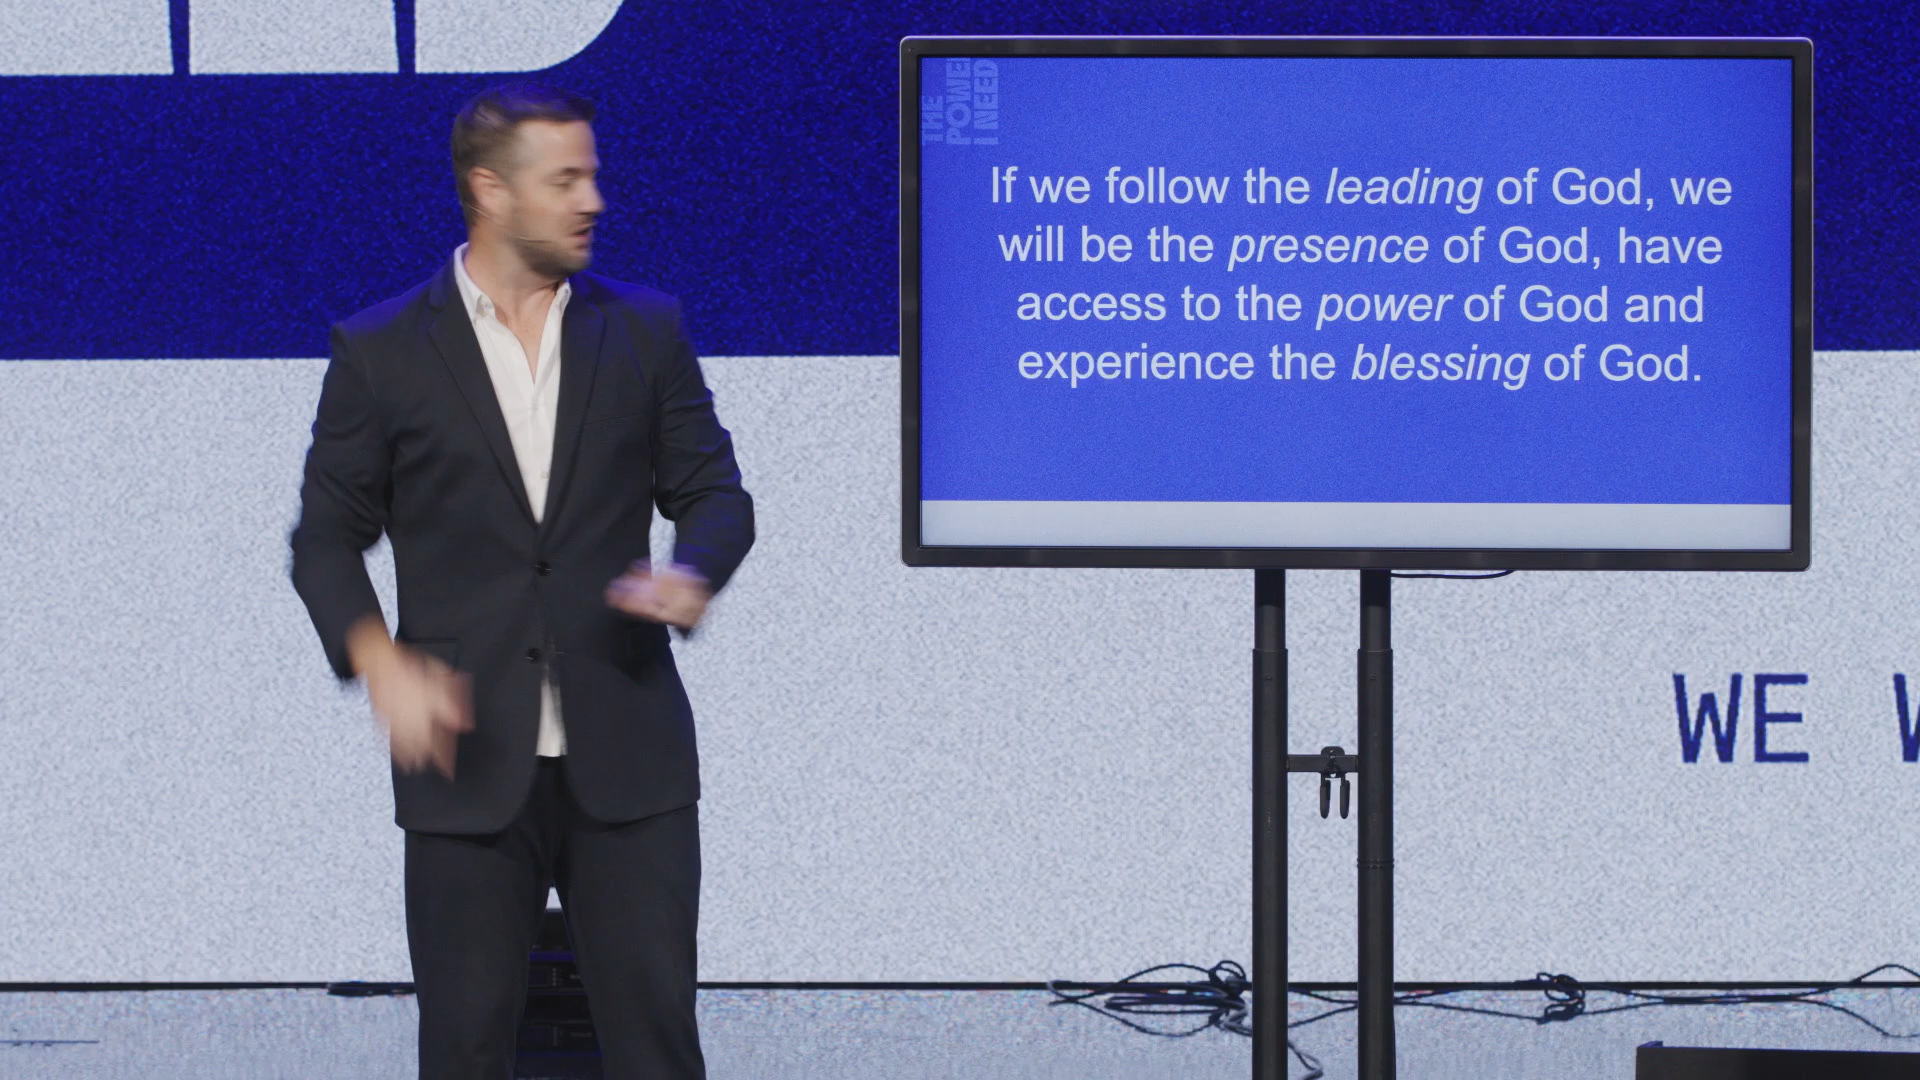 THE
POWER
I NEED
If we follow the leading of God, we
will be the presence of God, have
access to the power of God and
experience the blessing of God.
WE W